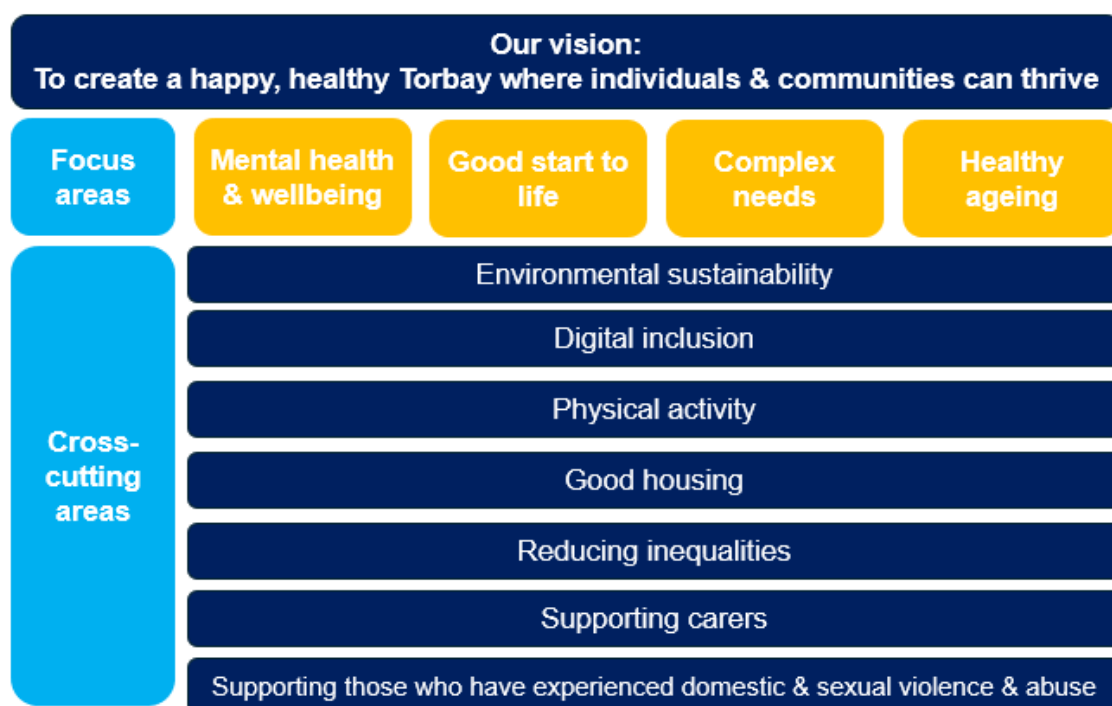 Our vision:
To create a happy, healthy Torbay where individuals & communities can thrive
Focus
areas
Mental health
& wellbeing
Good start to
life
Complex
needs
Healthy
ageing
Cross-
cutting
areas
Environmental sustainability
Digital inclusion
Physical activity
Good housing
Reducing inequalities
Supporting carers
Supporting those who have experienced domestic & sexual violence & abuse